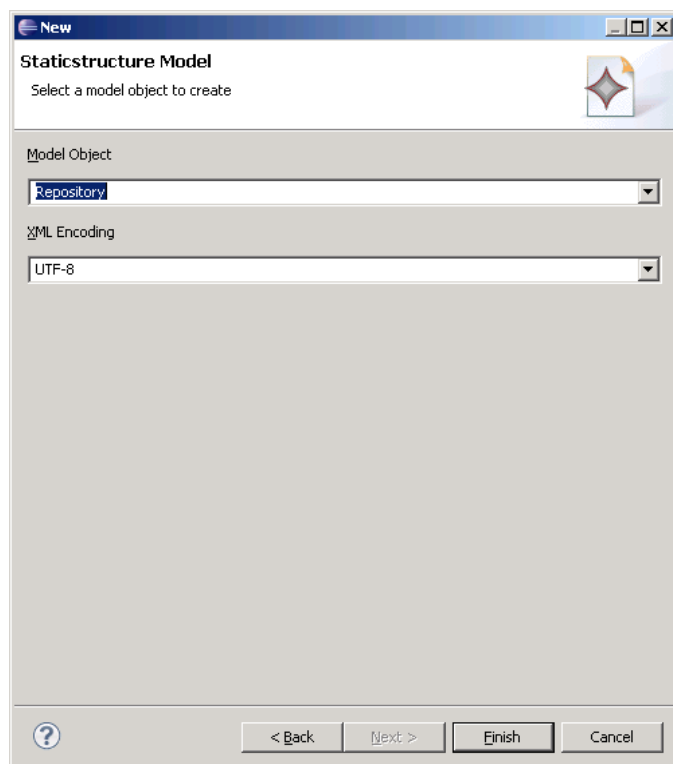 New
Staticstructure Model
Select a model object to create
Model Object
Repository
XML Encoding
UTF-8
?
< Back Next > Finish Cancel